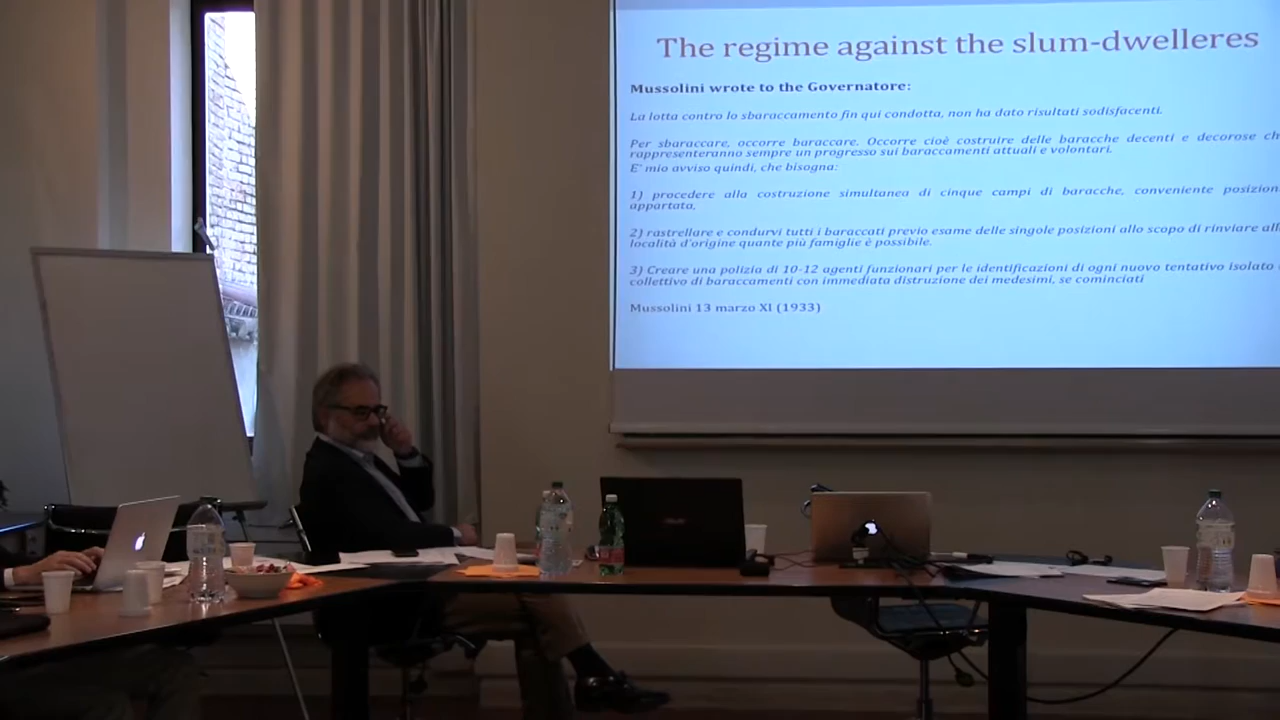 The regime against the slum-dwelleres
Mussolini wrote to the Governatore:
La lotta contro lo sbaraccamento fin qui condotta, non ha dato risultati sodisfacenti.
Per sbaraccare, occorre baraccare. Occorre cioè costruire delle baracche decenti e decorose ch
rappresenteranno sempre un progresso sui baraccamenti attuali e volontari.
E' mio avviso quindi, che bisogna:
1) procedere alla costruzione simultanea di cinque campi di baracche, conveniente posizion
appartata,
2) rastrellare e condurvi tutti i baraccati previo esame delle singole posizioni allo scopo di rinviare all
località d'origine quante più famiglie è possibile.
3) Creare una polizia di 10-12 agenti funzionari per le identificazioni di ogni nuovo tentativo isolato
collettivo di baraccamenti con immediata distruzione dei medesimi, se cominciati
Mussolini 13 marzo XI (1933)